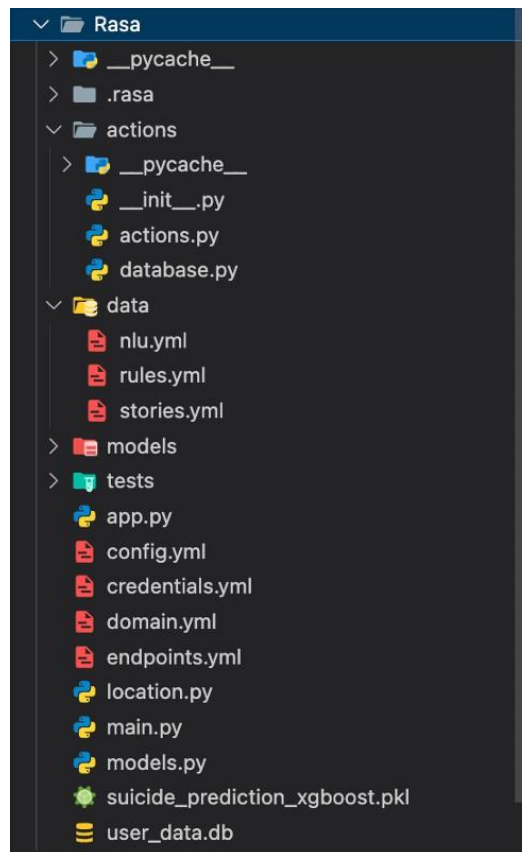 Rasa
__pycache__
.rasa
actions
__pycache__
__init__.py
actions.py
database.py
data
nlu.yml
rules.yml
stories.yml
models
tests
app.py
config.yml
credentials.yml
domain.yml
endpoints.yml
location.py
main.py
models.py
suicide_prediction_xgboost.pkl
user_data.db